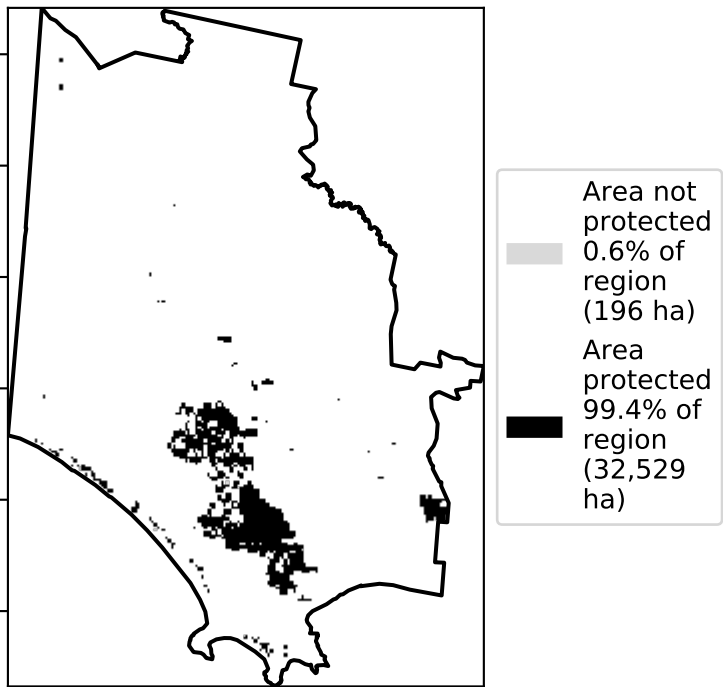 Area not
protected
0.6% of
region
(196 ha)
Area
protected
99.4% of
region
(32,529
ha)